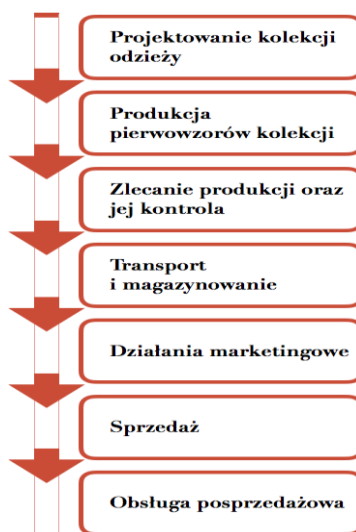 Projektowanie kolekcji
odzieży
Produkcja
pierwowzorów kolekcji
Zlecanie produkcji oraz
jej kontrola
Transport
i magazynowanie
Działania marketingowe
Sprzedaż
Obsługa posprzedażowa